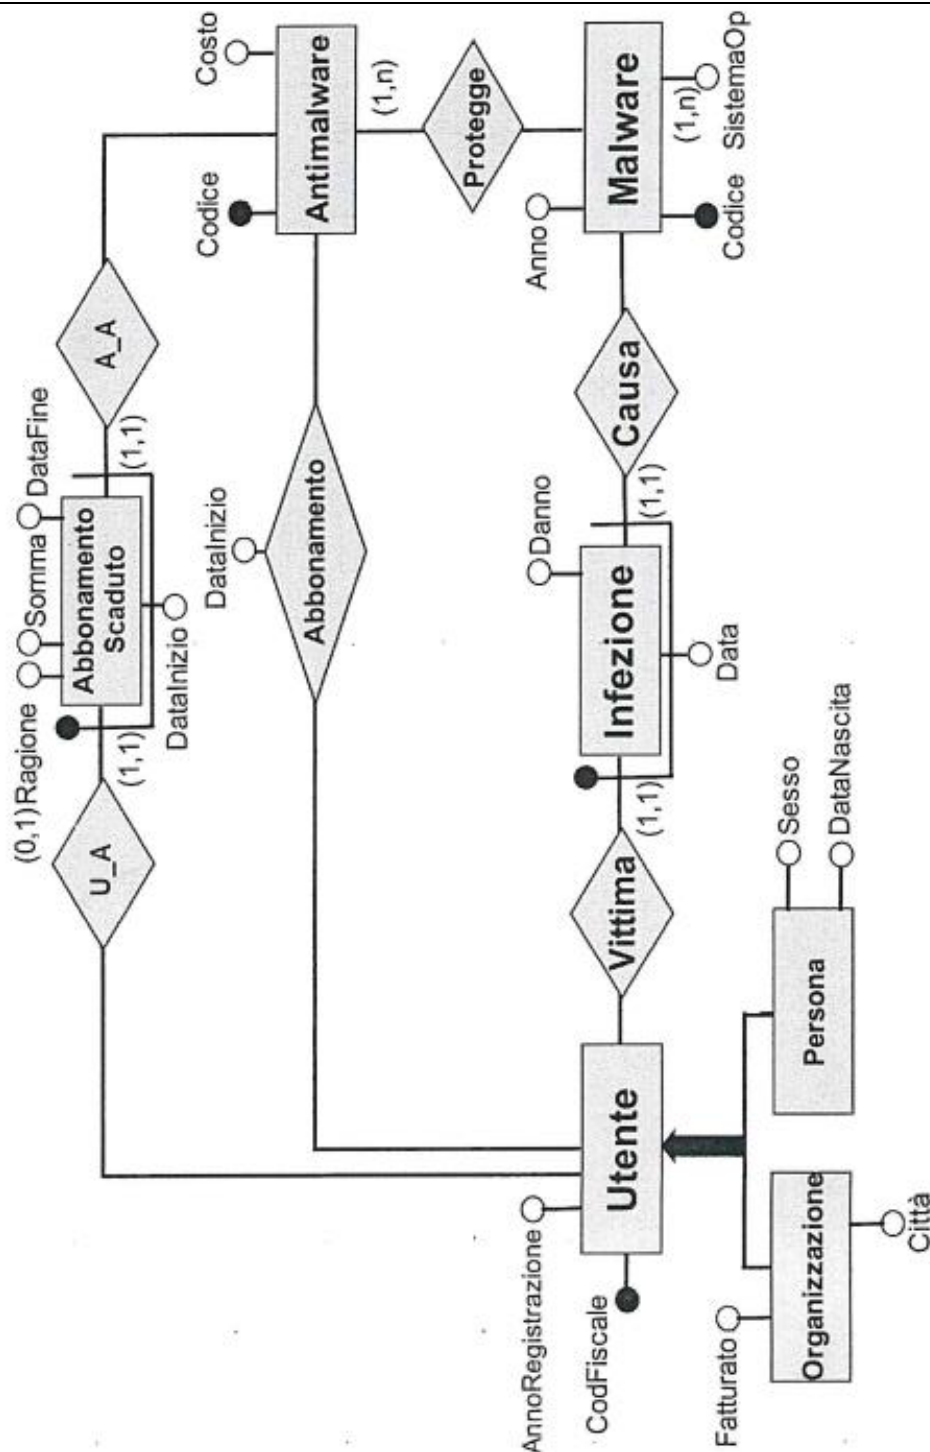 (0,1) Ragione
Somma
DataFine
U_A
Abbonamento
Scaduto
A_A
(1,1)
(1,1)
DataInizio
DataInizio
Codice
Costo
Abbonamento
Antimalware
(1,n)
Protegge
AnnoRegistrazione
Danno
Anno
CodFiscale
Utente
Vittima
Infezione
Causa
Malware
(1,1)
(1,1)
(1,n)
Fatturato
Data
Codice
SistemaOp
Sesso
Organizzazione
Persona
DataNascita
Città